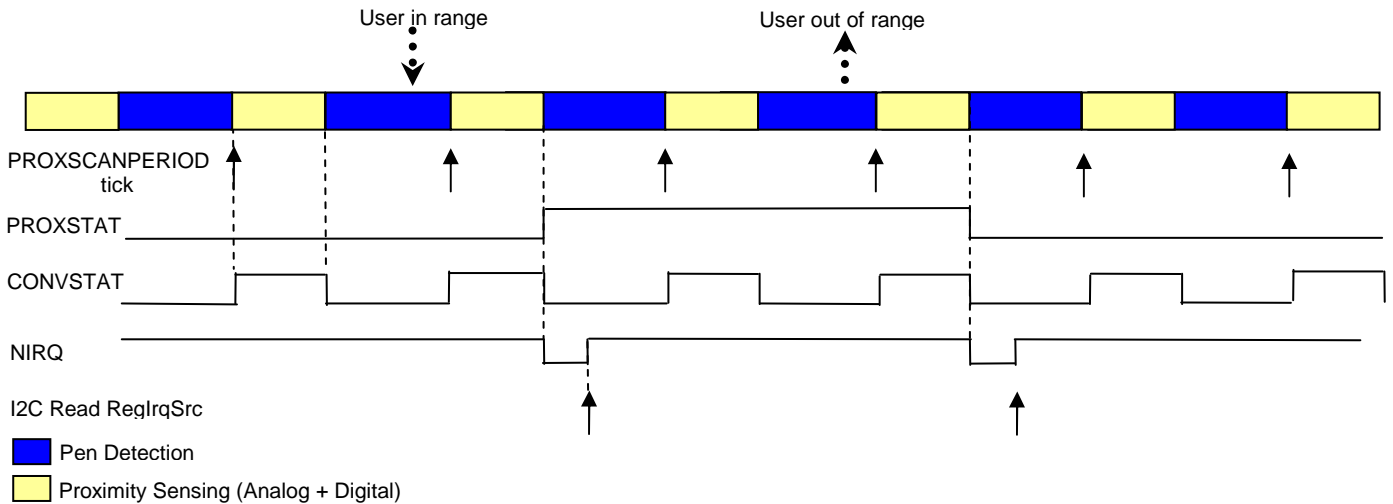 User in range
User out of range
PROXSCANPERIOD
tick
PROXSTAT
CONVSTAT
NIRQ
I2C Read RegIrqSrc
Pen Detection
Proximity Sensing (Analog + Digital)